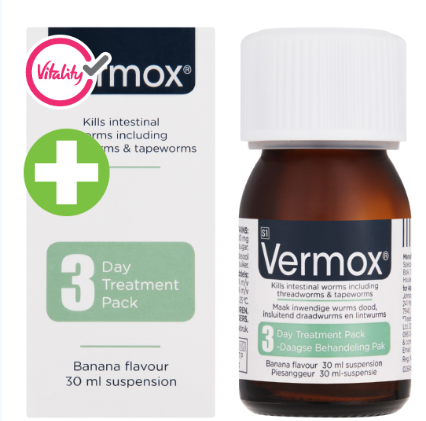 Vitality
rmox®
Kills intestinal
rms including
rms & tapeworms
3
Day
Treatment
Pack
Banana flavour
30 ml suspension
S1
Vermox®
Kills intestinal worms including
threadworms & tapeworms
Maak inwendige wurms dood,
insluitend draadwurms en lintwurms
3
Day Treatment Pack
-Daagse Behandeling Pak
Banana flavour 30 ml suspension
Piesanggeur 30 ml-suspensie